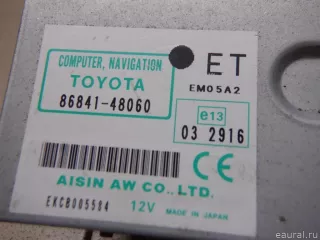 COMPUTER, NAVIGATION
TOYOTA
86841-48060
ET
EM05A2
e13
03 2916
CE
AISIN AW CO., LTD.
EKCB005504 12V MADE IN JAPAN
eaural.ru